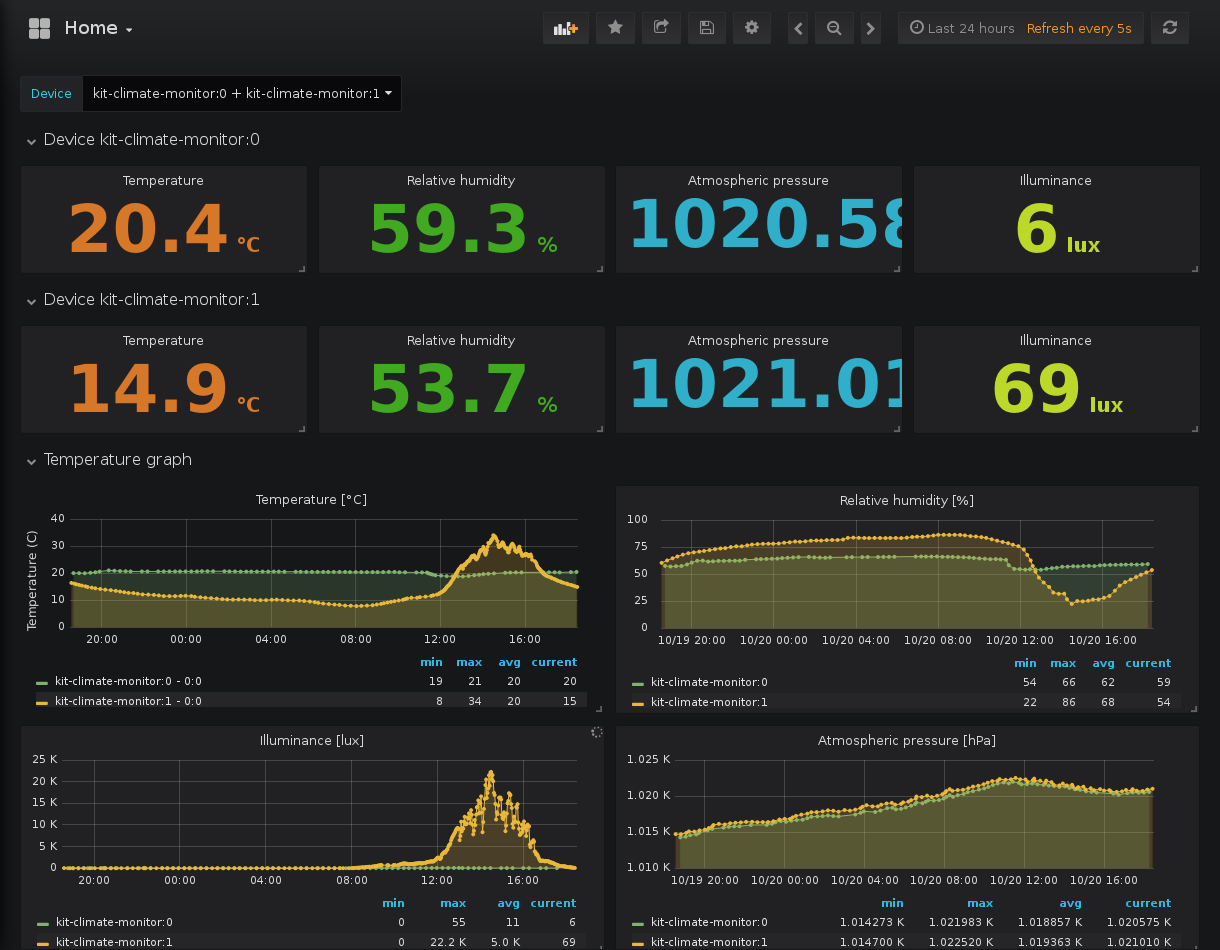 Home
Last 24 hours Refresh every 5s
Device kit-climate-monitor:0 + kit-climate-monitor:1
Device kit-climate-monitor:0
Temperature Relative humidity Atmospheric pressure Illuminance
20.4 °C 59.3 % 1020.58 6 lux
Device kit-climate-monitor:1
Temperature Relative humidity Atmospheric pressure Illuminance
14.9 °C 53.7 % 1021.01 69 lux
Temperature graph
Temperature [°C]
Temperature (C)
40
30
20
10
0
20:00 00:00 04:00 08:00 12:00 16:00
min max avg current
kit-climate-monitor:0 - 0:0 19 21 20 20
kit-climate-monitor:1 - 0:0 8 34 20 15
Relative humidity [%]
100
75
50
25
0
10/19 20:00 10/20 00:00 10/20 04:00 10/20 08:00 10/20 12:00 10/20 16:00
min max avg current
kit-climate-monitor:0 54 66 62 59
kit-climate-monitor:1 22 86 68 54
Illuminance [lux]
25 K
20 K
15 K
10 K
5 K
0
20:00 00:00 04:00 08:00 12:00 16:00
min max avg current
kit-climate-monitor:0 0 55 11 6
kit-climate-monitor:1 0 22.2 K 5.0 K 69
Atmospheric pressure [hPa]
1.025 K
1.020 K
1.015 K
1.010 K
10/19 20:00 10/20 00:00 10/20 04:00 10/20 08:00 10/20 12:00 10/20 16:00
min max avg current
kit-climate-monitor:0 1.014273 K 1.021983 K 1.018857 K 1.020575 K
kit-climate-monitor:1 1.014700 K 1.022520 K 1.019363 K 1.021010 K